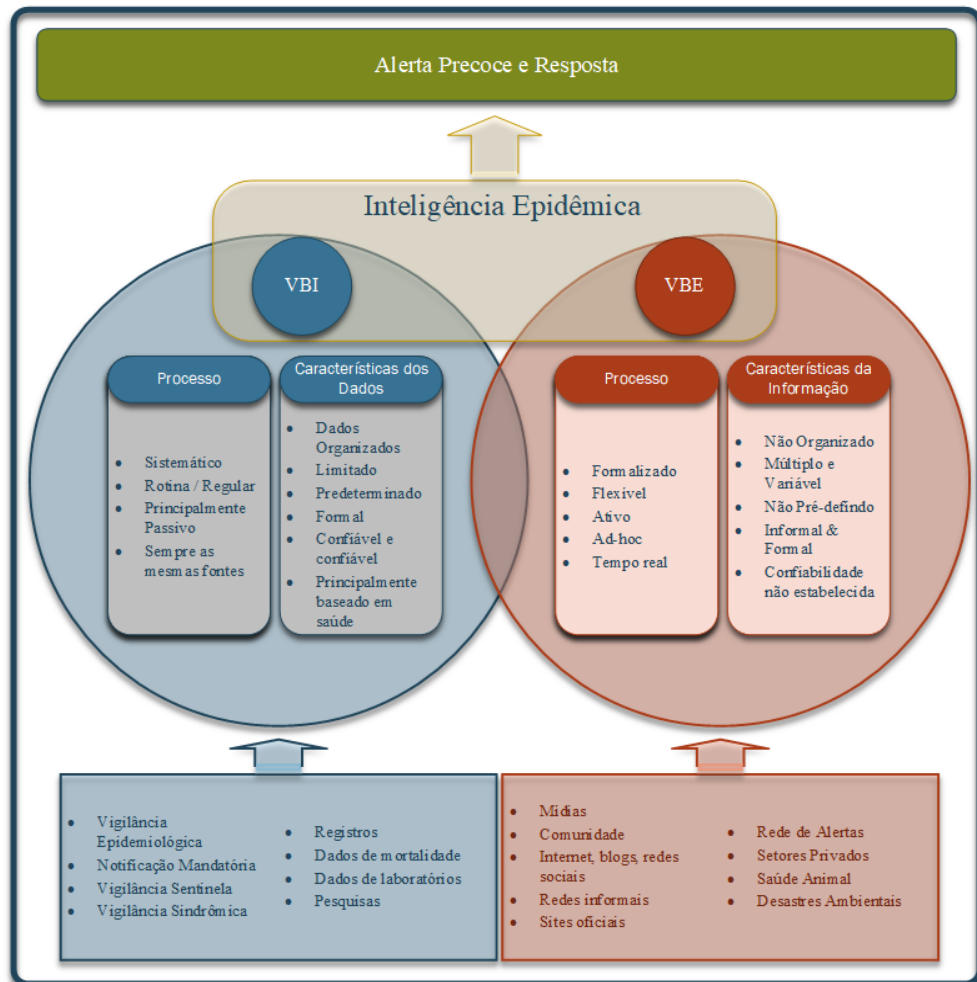 Alerta Precoce e Resposta
Inteligência Epidêmica
VBI
VBE
Processo
• Sistemático
• Rotina / Regular
• Principalmente
Passivo
• Sempre as
mesmas fontes
Características dos
Dados
• Dados
Organizados
• Limitado
• Predeterminado
• Formal
• Confiável e
confiável
• Principalmente
baseado em
saúde
Processo
• Formalizado
• Flexível
• Ativo
• Ad-hoc
• Tempo real
Características da
Informação
• Não Organizado
• Múltiplo e
Variável
• Não Pré-defindo
• Informal &
Formal
• Confiabilidade
não estabelecida
• Vigilância
Epidemiológica
• Notificação Mandatória
• Vigilância Sentinela
• Vigilância Sindrômica
• Registros
• Dados de mortalidade
• Dados de laboratórios
• Pesquisas
• Mídias
• Comunidade
• Internet, blogs, redes
sociais
• Redes informais
• Sites oficiais
• Rede de Alertas
• Setores Privados
• Saúde Animal
• Desastres Ambientais